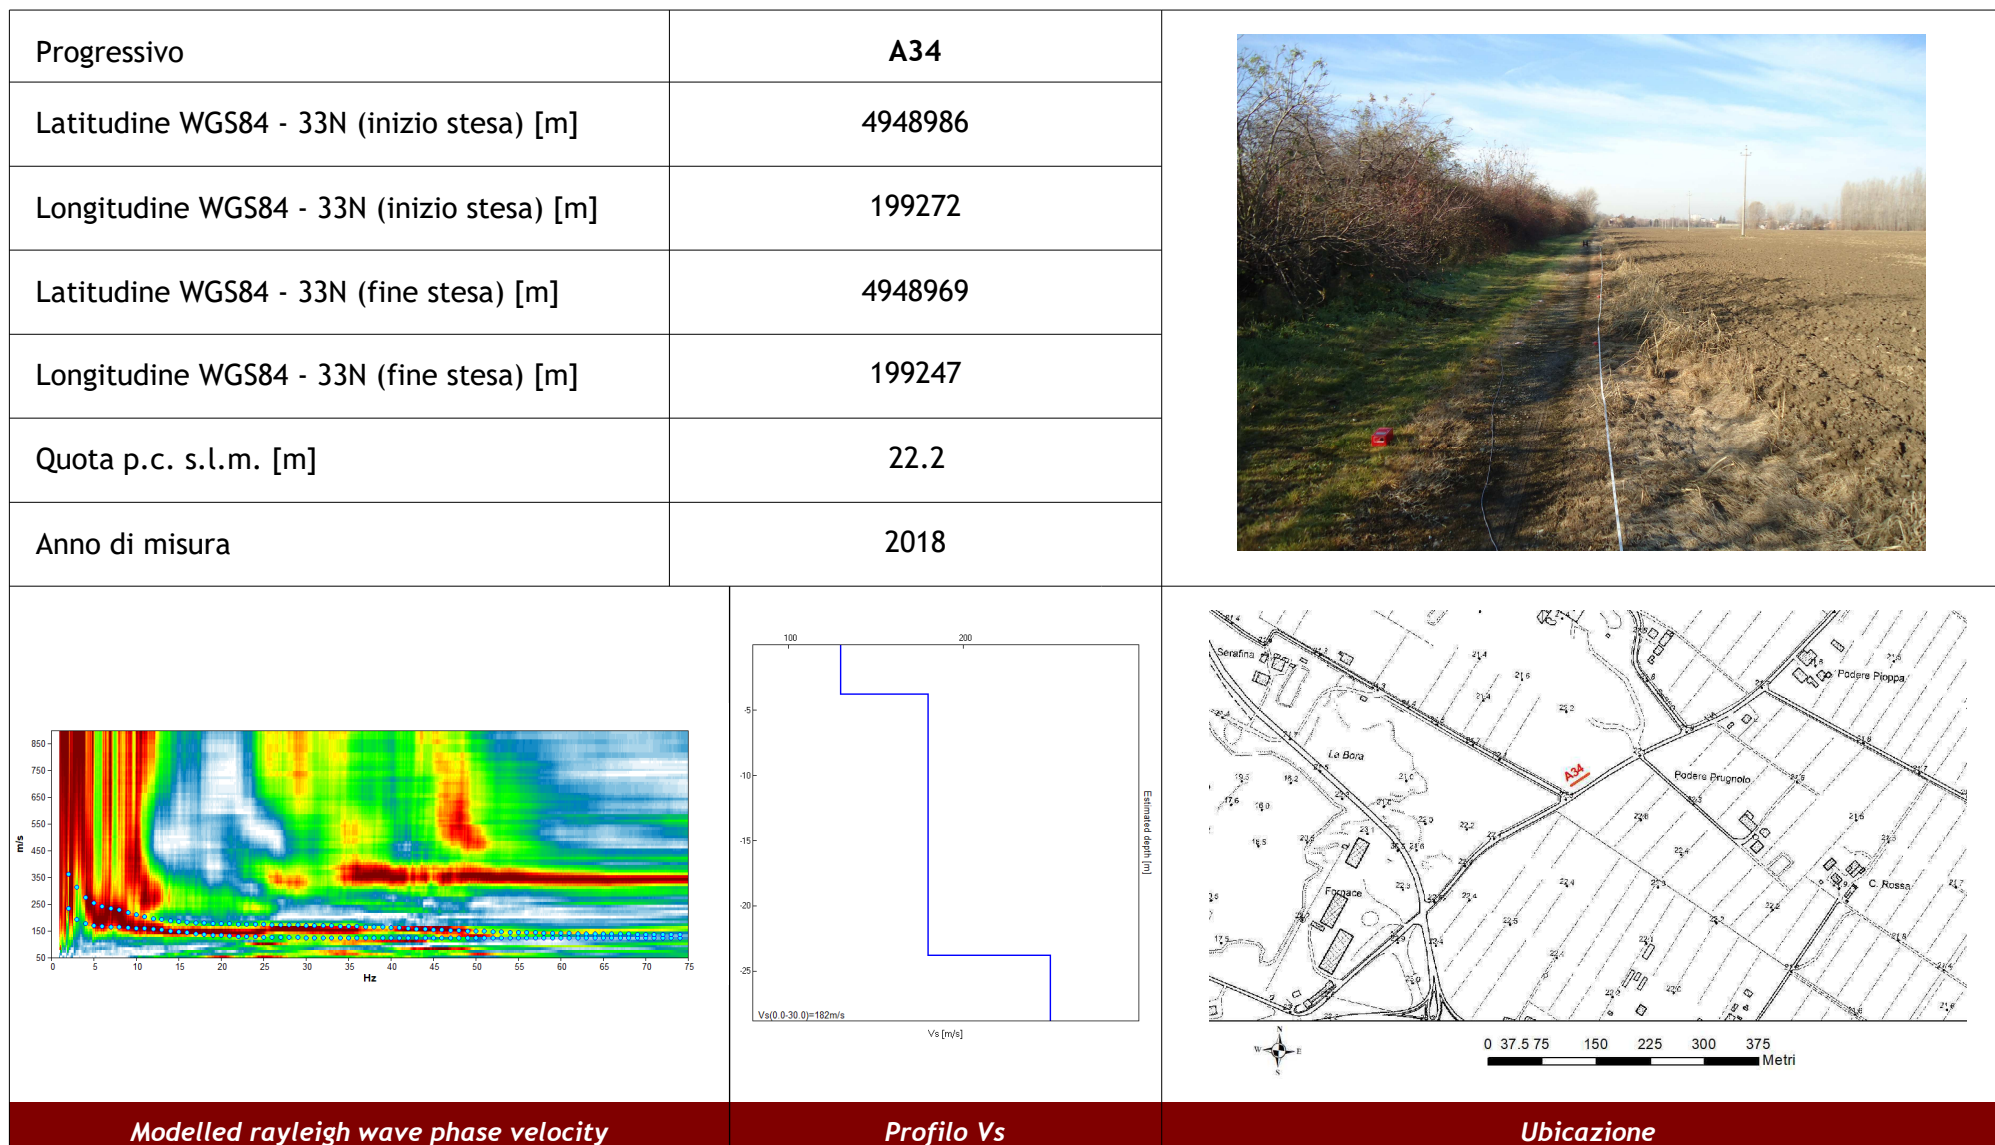 Progressivo A34
Latitudine WGS84 - 33N (inizio stesa) [m] 4948986
Longitudine WGS84 - 33N (inizio stesa) [m] 199272
Latitudine WGS84 - 33N (fine stesa) [m] 4948969
Longitudine WGS84 - 33N (fine stesa) [m] 199247
Quota p.c. s.l.m. [m] 22.2
Anno di misura 2018
850
750
650
550
450
350
250
150
50
m/s
0 5 10 15 20 25 30 35 40 45 50 55 60 65 70 75
Hz
100 200
-5
-10
-15
-20
-25
Estimated depth [m]
Vs(0.0-30.0)=182m/s
Vs [m/s]
Serafina
Podere Pioppa
La Bora
A34
Podere Prugnolo
Fornace
C. Rossa
N
W E
S
0 37.5 75 150 225 300 375
Metri
Modelled rayleigh wave phase velocity
Profilo Vs
Ubicazione